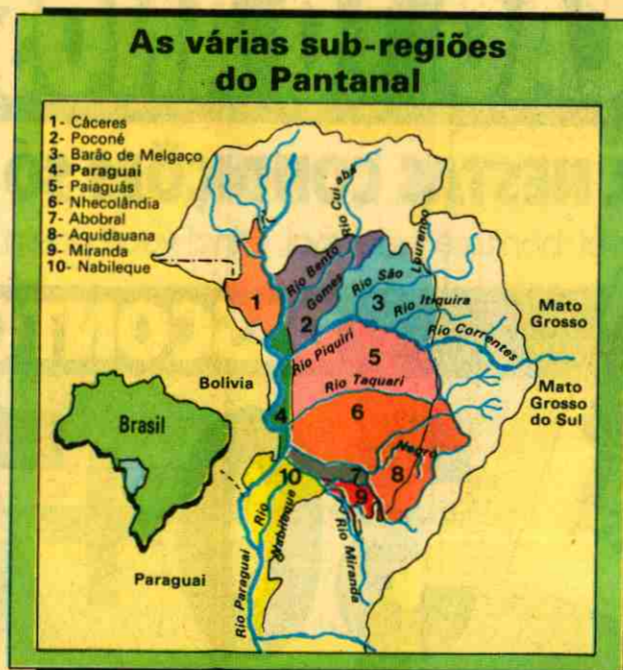 As várias sub-regiões
do Pantanal
1- Cáceres
2- Poconé
3- Barão de Melgaço
4- Paraguai
5- Paiaguás
6- Nhecolândia
7- Abobral
8- Aquidauana
9- Miranda
10- Nabileque
Rio Cuiabá
Lourenço
Rio Bento
Gomes
Rio São
Rio Itiquira
Rio Correntes
Mato
Grosso
1
2
3
Rio Piquiri
5
Bolivia
Rio Taquari
Mato
Grosso
do Sul
4
6
Brasil
Negro
7
8
10
9
Rio
Nabileque
Rio Miranda
Paraguai
Rio Paraguai